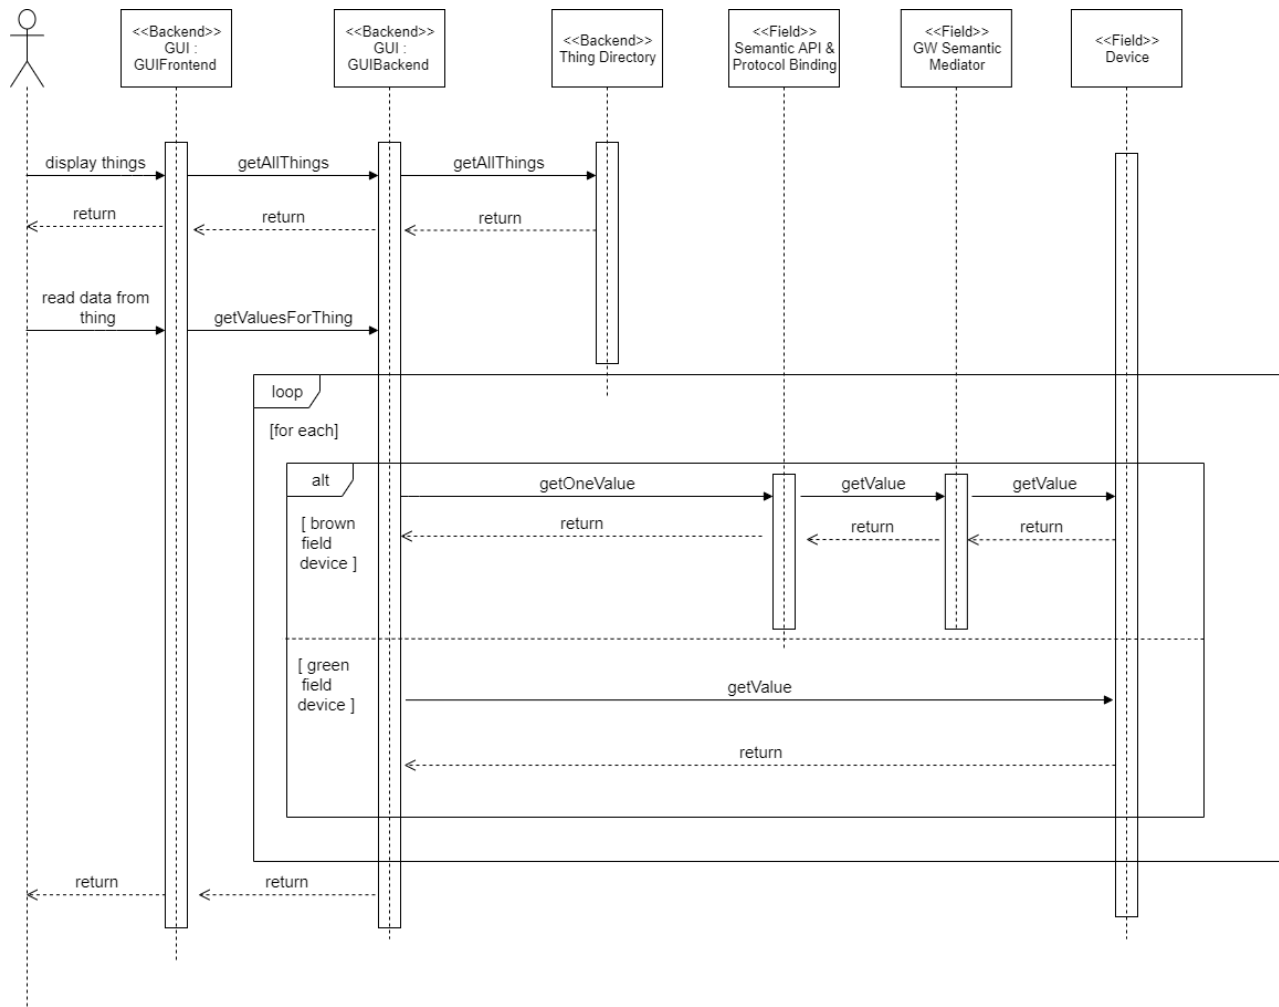 <<Backend>>
GUI :
GUIFrontend
<<Backend>>
GUI :
GUIBackend
<<Backend>>
Thing Directory
<<Field>>
Semantic API &
Protocol Binding
<<Field>>
GW Semantic
Mediator
<<Field>>
Device
display things
getAllThings
getAllThings
return
return
return
read data from
thing
getValuesForThing
loop
[for each]
alt
getOneValue
getValue
getValue
[ brown
field
device ]
return
return
return
[ green
field
device ]
getValue
return
return
return